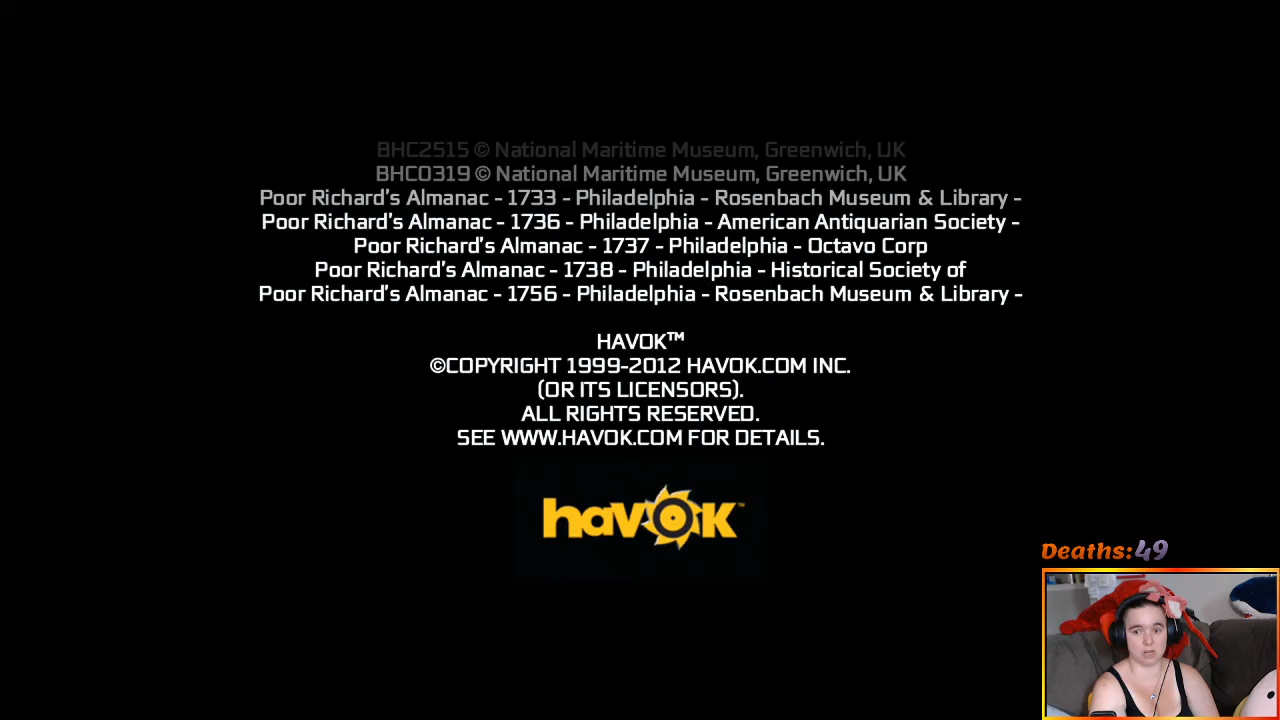 BHC2515 © National Maritime Museum, Greenwich, UK
BHC0319 © National Maritime Museum, Greenwich, UK
Poor Richard's Almanac - 1733 - Philadelphia - Rosenbach Museum & Library -
Poor Richard's Almanac - 1736 - Philadelphia - American Antiquarian Society -
Poor Richard's Almanac - 1737 - Philadelphia - Octavo Corp
Poor Richard's Almanac - 1738 - Philadelphia - Historical Society of
Poor Richard's Almanac - 1756 - Philadelphia - Rosenbach Museum & Library -
HAVOK™
©COPYRIGHT 1999-2012 HAVOK.COM INC.
(OR ITS LICENSORS).
ALL RIGHTS RESERVED.
SEE WWW.HAVOK.COM FOR DETAILS.
havok™
Deaths:49